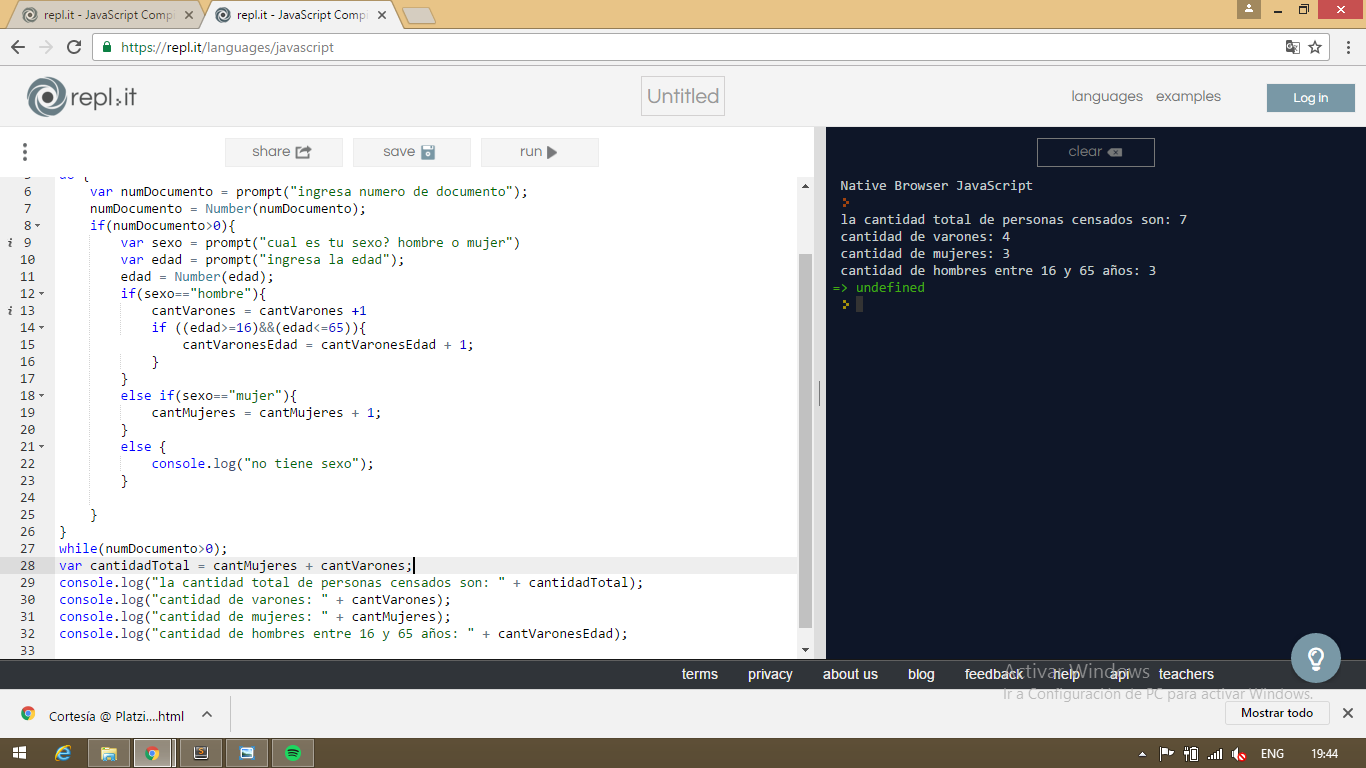 repl.it - JavaScript Compi
repl.it - JavaScript Compi
https://repl.it/languages/javascript
repl.it
Untitled
languages examples
Log in
share save run
clear
5 do {
6 var numDocumento = prompt("ingresa numero de documento");
7 numDocumento = Number(numDocumento);
8 if(numDocumento>0){
i 9 var sexo = prompt("cual es tu sexo? hombre o mujer")
10 var edad = prompt("ingresa la edad");
11 edad = Number(edad);
12 if(sexo=="hombre"){
i 13 cantVarones = cantVarones +1
14 if ((edad>=16)&&(edad<=65)){
15 cantVaronesEdad = cantVaronesEdad + 1;
16 }
17 }
18 else if(sexo=="mujer"){
19 cantMujeres = cantMujeres + 1;
20 }
21 else {
22 console.log("no tiene sexo");
23 }
24
25 }
26 }
27 while(numDocumento>0);
28 var cantidadTotal = cantMujeres + cantVarones;
29 console.log("la cantidad total de personas censados son: " + cantidadTotal);
30 console.log("cantidad de varones: " + cantVarones);
31 console.log("cantidad de mujeres: " + cantMujeres);
32 console.log("cantidad de hombres entre 16 y 65 años: " + cantVaronesEdad);
33
Native Browser JavaScript
la cantidad total de personas censados son: 7
cantidad de varones: 4
cantidad de mujeres: 3
cantidad de hombres entre 16 y 65 años: 3
=> undefined
terms privacy about us blog feedback help api teachers
Activar Windows
Ir a Configuración de PC para activar Windows.
Cortesía @ Platzi....html
Mostrar todo
ENG 19:44